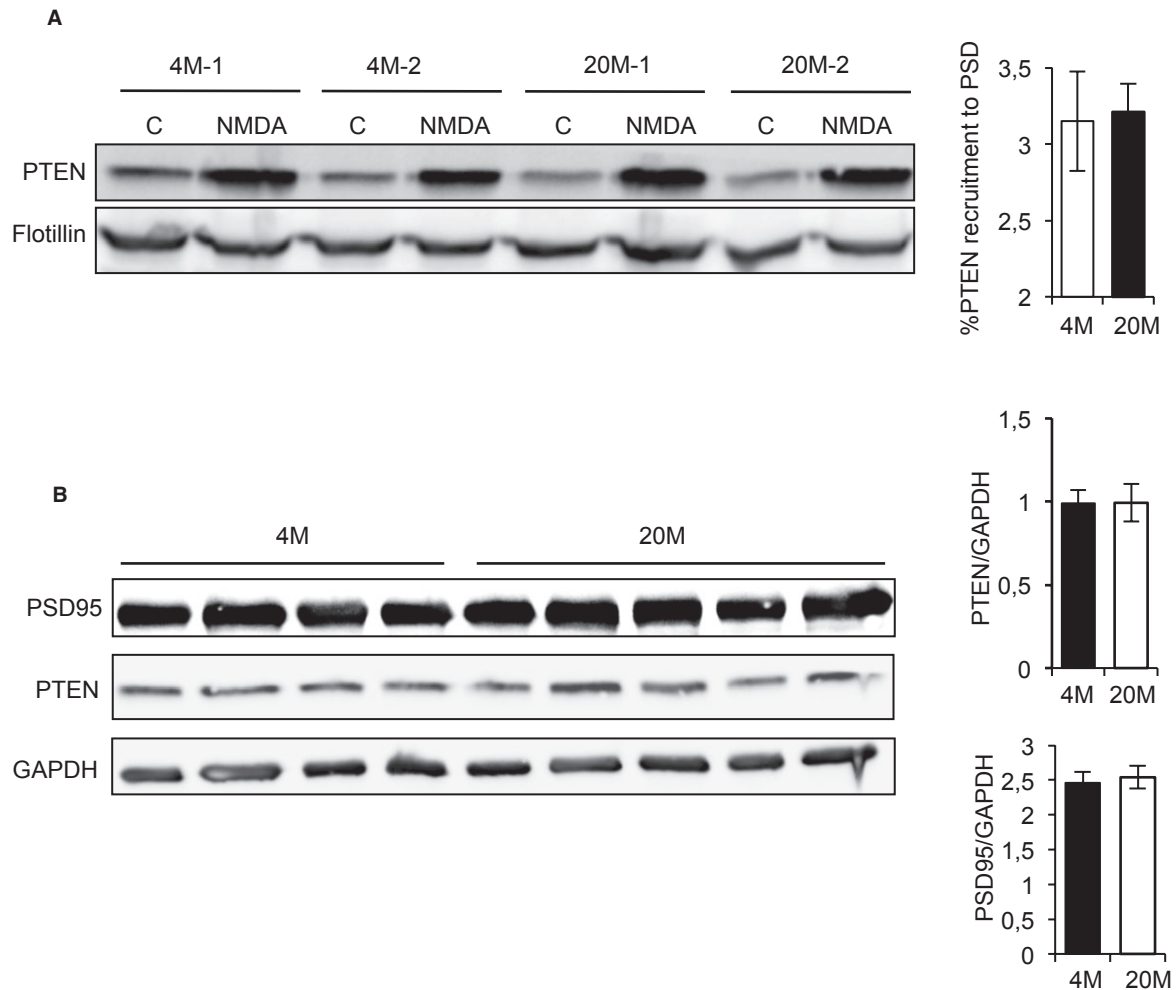 A
4M-1 4M-2 20M-1 20M-2
C NMDA C NMDA C NMDA C NMDA
PTEN
Flotillin
%PTEN recruitment to PSD
3,5
3
2,5
2
4M 20M
B
4M 20M
PSD95
PTEN
GAPDH
PTEN/GAPDH
1,5
1
0,5
0
4M 20M
PSD95/GAPDH
3
2,5
2
1,5
1
0,5
0
4M 20M